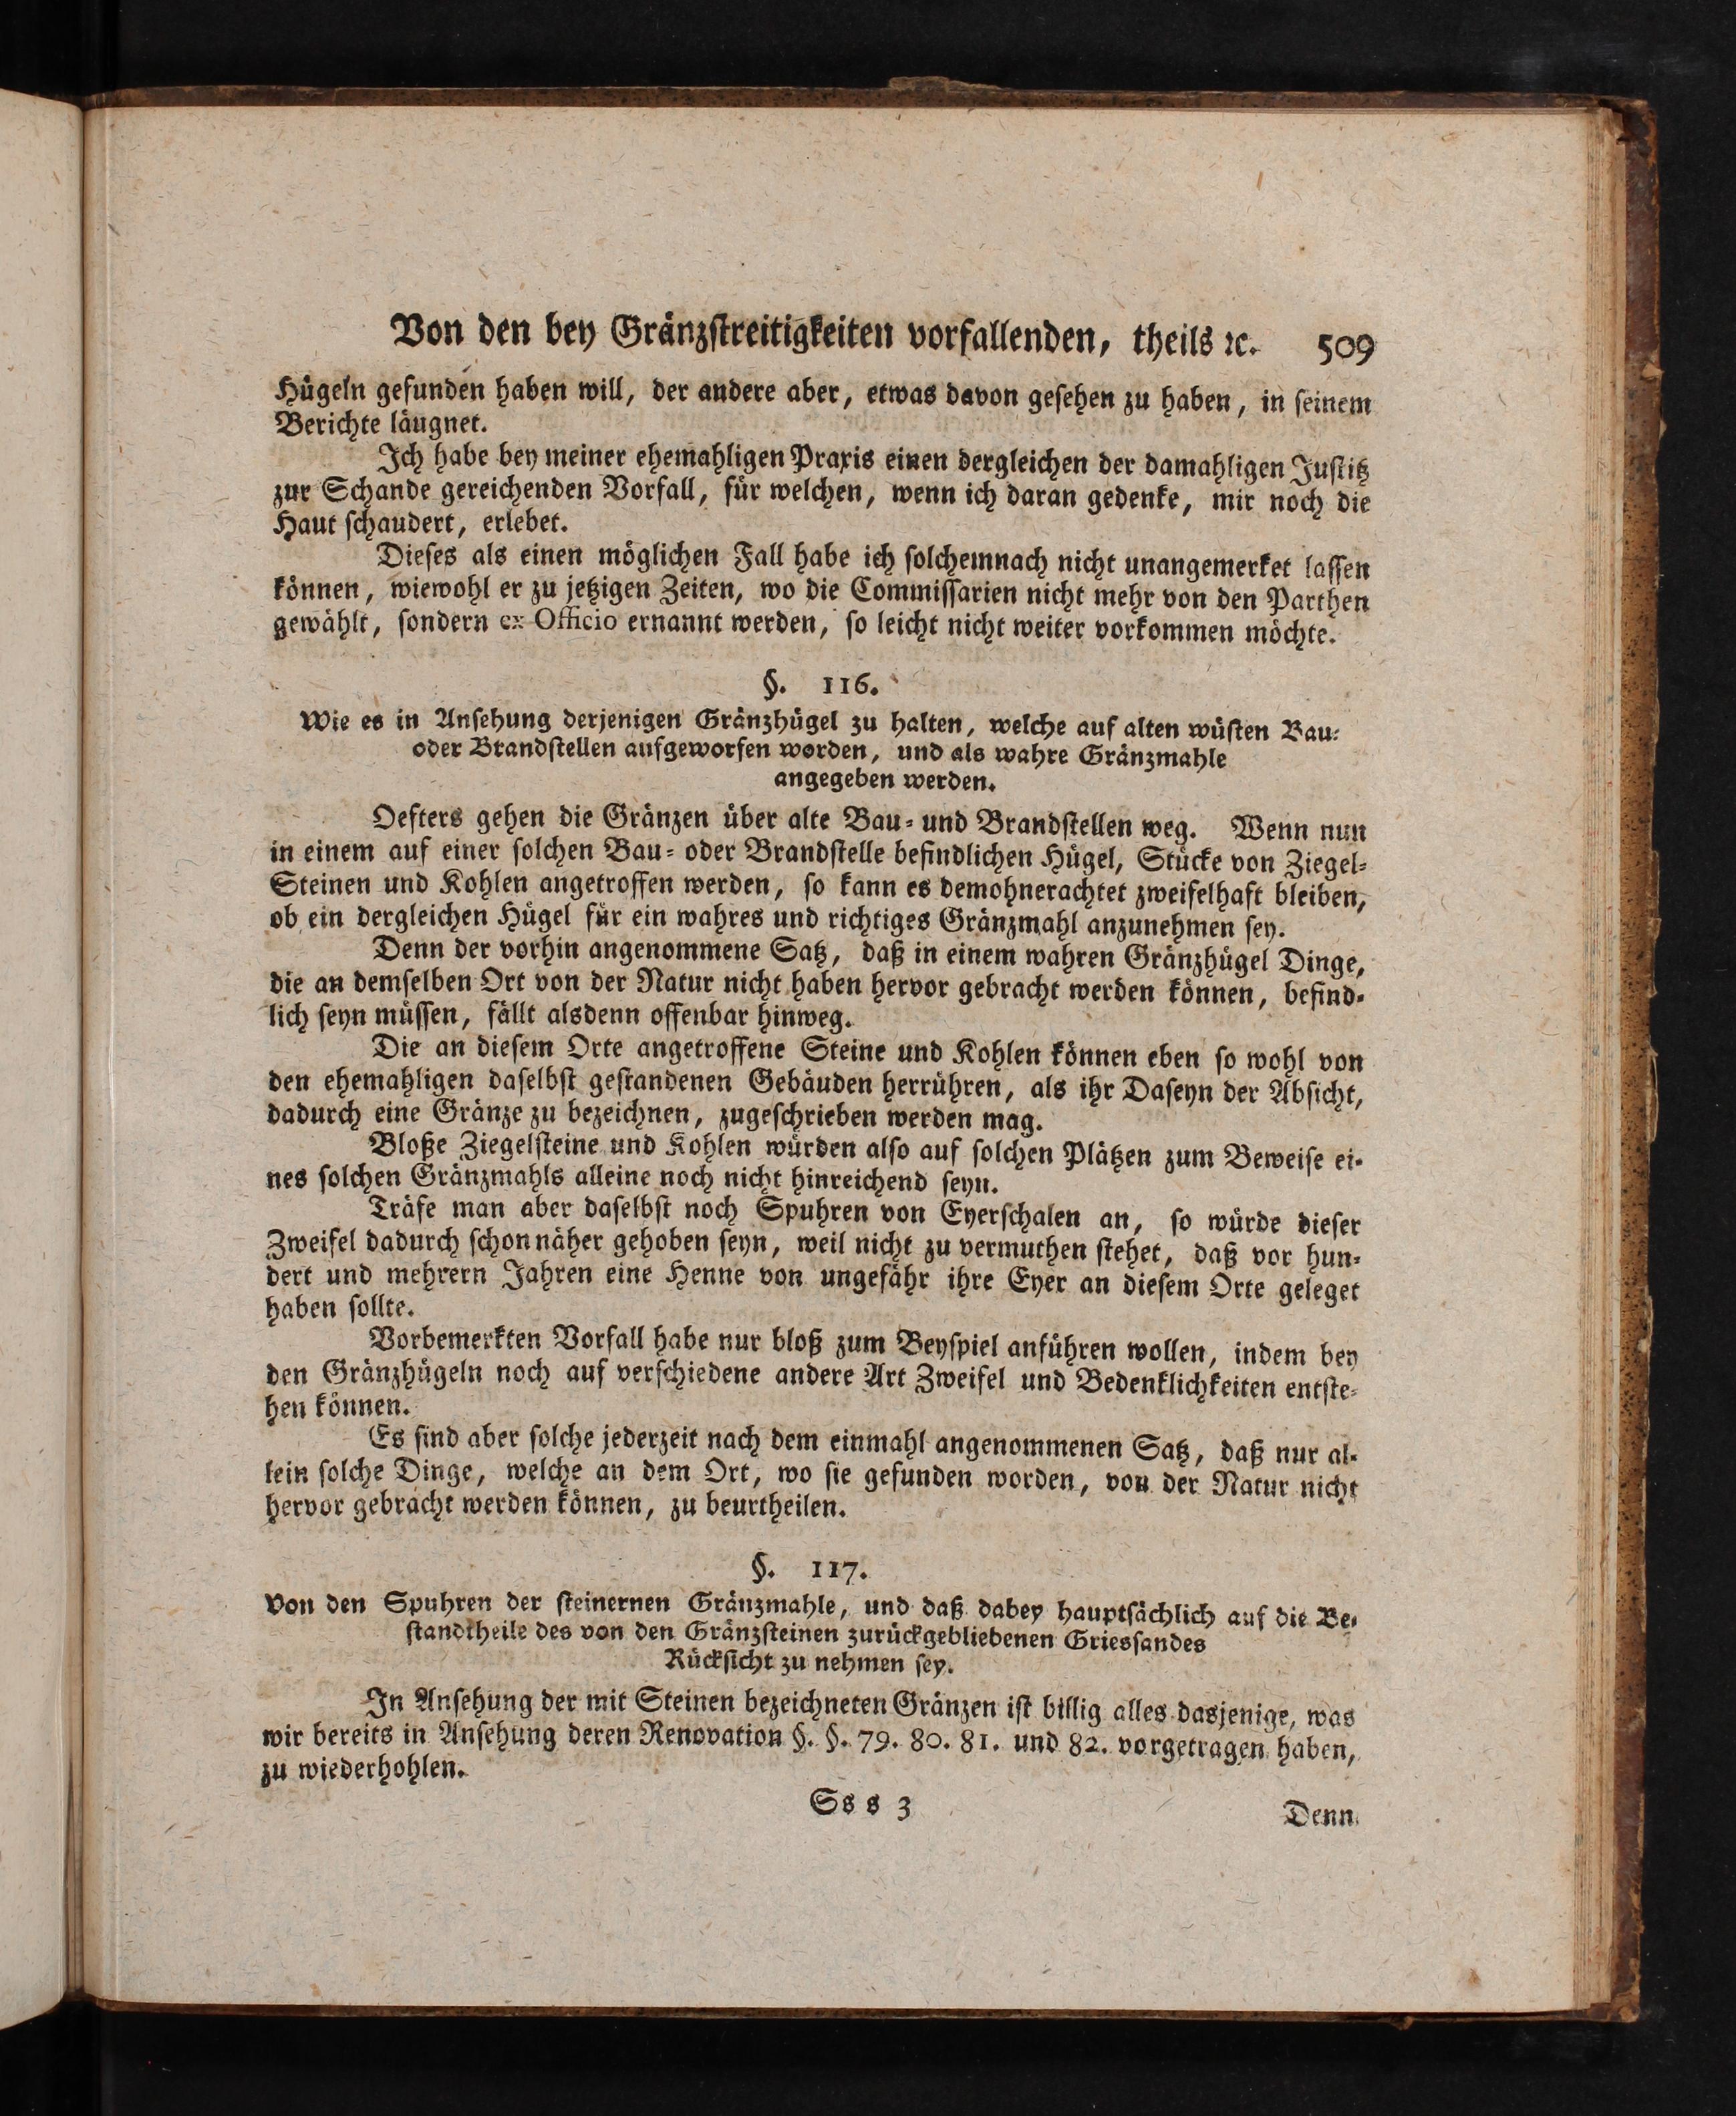 Von den bey Gränzſtreitigkeiten vorfallenden, theils ꝛc. 509
Hügeln gefunden haben will, der andere aber, etwas davon geſehen zu haben, in ſeinem
Berichte läugnet.
Ich habe bey meiner ehemahligen Praxis einen dergleichen der damahligen Juſtitz
zur Schande gereichenden Vorfall, für welchen, wenn ich daran gedenke, mir noch die
Haut ſchaudert, erlebet.
Dieſes als einen möglichen Fall habe ich ſolchemnach nicht unangemerket laſſen
können, wiewohl er zu jetzigen Zeiten, wo die Commiſſarien nicht mehr von den Parthen
gewählt, ſondern ex Officio ernannt werden, ſo leicht nicht weiter vorkommen möchte.
§. 116.
Wie es in Anſehung derjenigen Gränzhügel zu halten, welche auf alten wüſten Bau-
oder Brandſtellen aufgeworfen worden, und als wahre Gränzmahle
angegeben werden.
Oefters gehen die Gränzen über alte Bau- und Brandſtellen weg. Wenn nun
in einem auf einer ſolchen Bau- oder Brandſtelle befindlichen Hügel, Stücke von Ziegel-
Steinen und Kohlen angetroffen werden, ſo kann es demohnerachtet zweifelhaft bleiben,
ob ein dergleichen Hügel für ein wahres und richtiges Gränzmahl anzunehmen ſey.
Denn der vorhin angenommene Satz, daß in einem wahren Gränzhügel Dinge,
die an demſelben Ort von der Natur nicht haben hervor gebracht werden können, befind-
lich ſeyn müſſen, fällt alsdenn offenbar hinweg.
Die an dieſem Orte angetroffene Steine und Kohlen können eben ſo wohl von
den ehemahligen daſelbſt geſtandenen Gebäuden herrühren, als ihr Daſeyn der Abſicht,
dadurch eine Gränze zu bezeichnen, zugeſchrieben werden mag.
Bloße Ziegelſteine und Kohlen würden alſo auf ſolchen Plätzen zum Beweiſe ei-
nes ſolchen Gränzmahls alleine noch nicht hinreichend ſeyn.
Träfe man aber daſelbſt noch Spuhren von Eyerſchalen an, ſo würde dieſer
Zweifel dadurch ſchon näher gehoben ſeyn, weil nicht zu vermuthen ſtehet, daß vor hun-
dert und mehrern Jahren eine Henne von ungefähr ihre Eyer an dieſem Orte geleget
haben ſollte.
Vorbemerkten Vorfall habe nur bloß zum Beyſpiel anführen wollen, indem bey
den Gränzhügeln noch auf verſchiedene andere Art Zweifel und Bedenklichkeiten entſte-
hen können.
Es ſind aber ſolche jederzeit nach dem einmahl angenommenen Satz, daß nur al-
lein ſolche Dinge, welche an dem Ort, wo ſie gefunden worden, von der Natur nicht
hervor gebracht werden können, zu beurtheilen.
§. 117.
Von den Spuhren der ſteinernen Gränzmahle, und daß dabey hauptſächlich auf die Be-
ſtandtheile des von den Gränzſteinen zurückgebliebenen Griesſandes
Rückſicht zu nehmen ſey.
In Anſehung der mit Steinen bezeichneten Gränzen iſt billig alles dasjenige, was
wir bereits in Anſehung deren Renovation §. §. 79. 80. 81. und 82. vorgetragen haben,
zu wiederhohlen.
Ss s 3 Denn